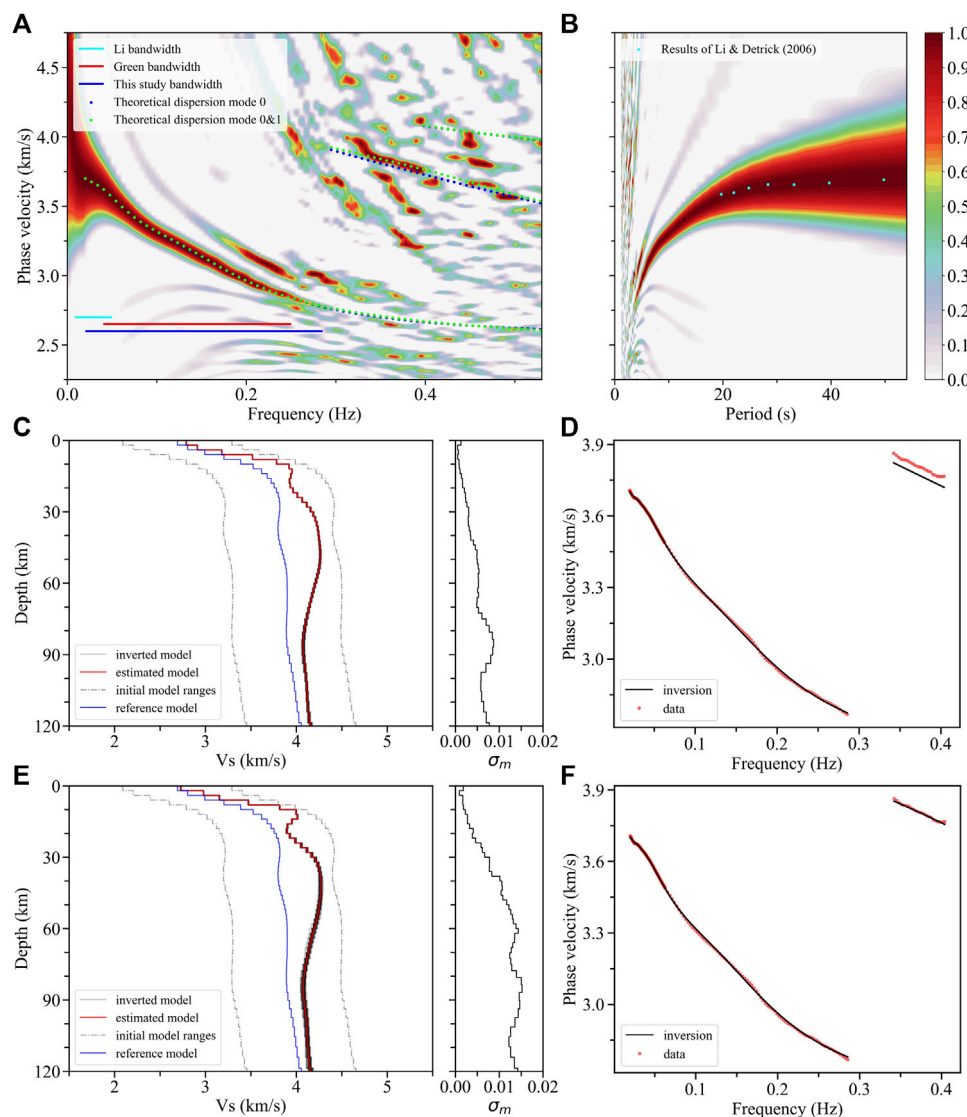 A
B
Li bandwidth
Green bandwidth
This study bandwidth
Theoretical dispersion mode 0
Theoretical dispersion mode 0&1
Results of Li & Detrick (2006)
4.5
4.0
3.5
3.0
2.5
Phase velocity (km/s)
0.0
0.2
0.4
Frequency (Hz)
0
10
20
30
40
50
Period (s)
1.0
0.9
0.8
0.7
0.6
0.5
0.4
0.3
0.2
0.1
0.0
C
0
30
60
90
120
Depth (km)
inverted model
estimated model
initial model ranges
reference model
2
3
4
5
Vs (km/s)
0.00
0.01
0.02
σm
D
3.9
3.6
3.3
3.0
Phase velocity (km/s)
inversion
data
0.1
0.2
0.3
0.4
Frequency (Hz)
E
0
30
60
90
120
Depth (km)
inverted model
estimated model
initial model ranges
reference model
2
3
4
5
Vs (km/s)
0.00
0.01
0.02
σm
F
3.9
3.6
3.3
3.0
Phase velocity (km/s)
inversion
data
0.1
0.2
0.3
0.4
Frequency (Hz)